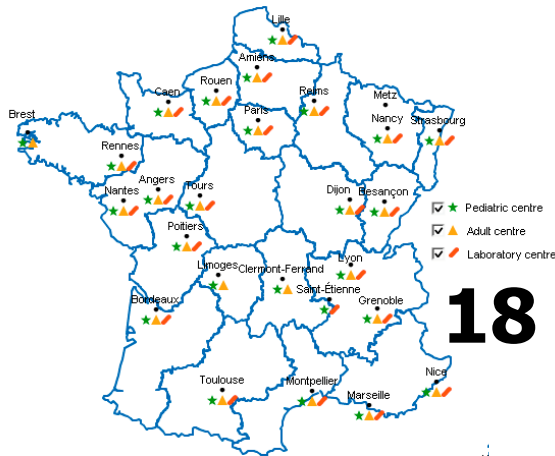 Lille
Amiens
Rouen
Caen
Reims
Metz
Paris
Nancy
Strasbourg
Brest
Rennes
Angers
Nantes
Tours
Dijon
Besançon
Pediatric centre
Poitiers
Adult centre
Limoges
Clermont-Ferrand
Lyon
Laboratory centre
Saint-Étienne
Bordeaux
Grenoble
18
Toulouse
Montpellier
Nice
Marseille